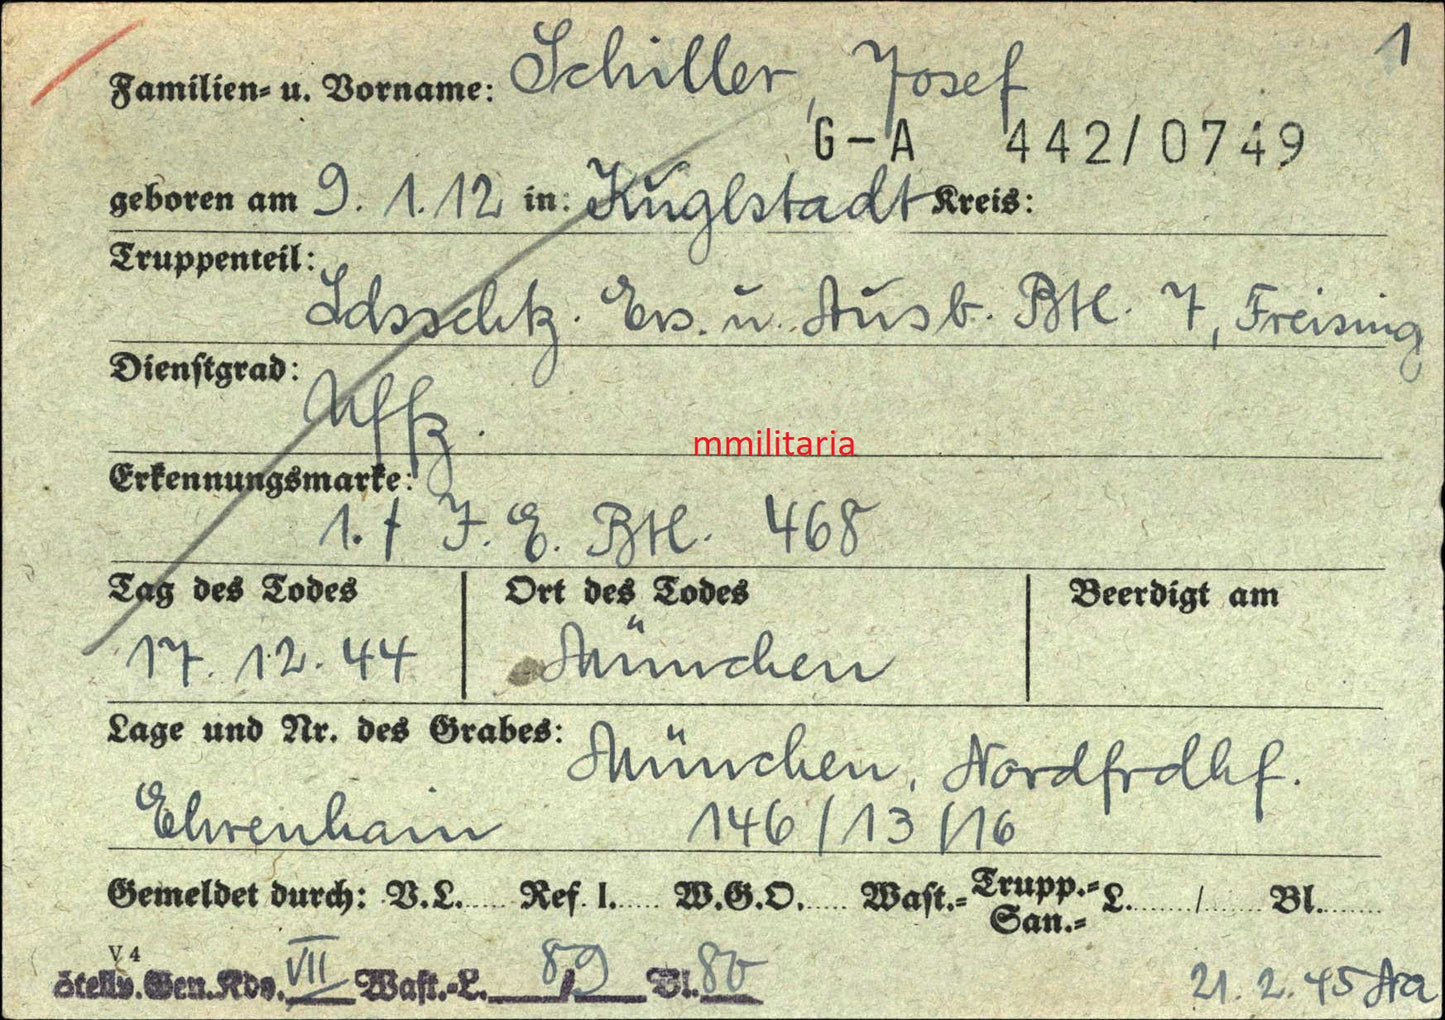 1
Familien- u. Vorname: Schiller, Josef
G-A 442/0749
geboren am 9. 1. 12 in: Kuglstadt Kreis:
Truppenteil:
Ldsschtz. Ers. u. Ausb. Btl. 7, Freising
Dienstgrad:
Uffz.
mmilitaria
Erkennungsmarke:
1. / J. E. Btl. 468
Tag des Todes Ort des Todes Beerdigt am
17. 12. 44 München
Lage und Nr. des Grabes: München, Nordfrdhf.
Ehrenhain 146/13/16
Gemeldet durch: V.L. Ref. I. W.G.O. Wast.- Trupp.- San.- L. / Bl.
V 4
Stellv.Gen.Kdo. VII Wast.-L. 89 / Bl. 80
21. 2. 45